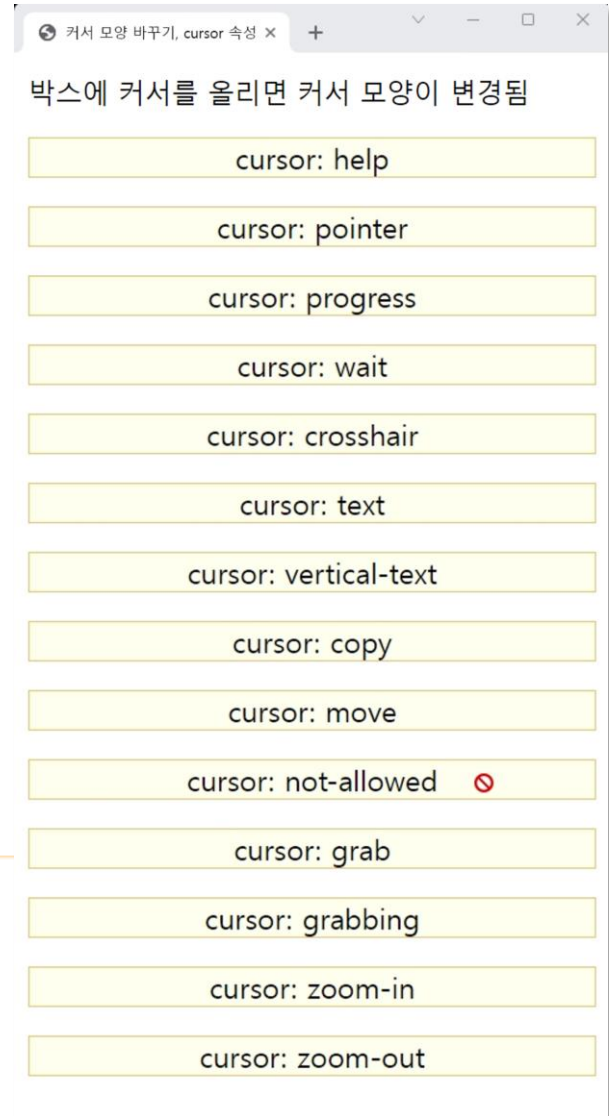 커서 모양 바꾸기, cursor 속성
박스에 커서를 올리면 커서 모양이 변경됨
cursor: help
cursor: pointer
cursor: progress
cursor: wait
cursor: crosshair
cursor: text
cursor: vertical-text
cursor: copy
cursor: move
cursor: not-allowed
cursor: grab
cursor: grabbing
cursor: zoom-in
cursor: zoom-out